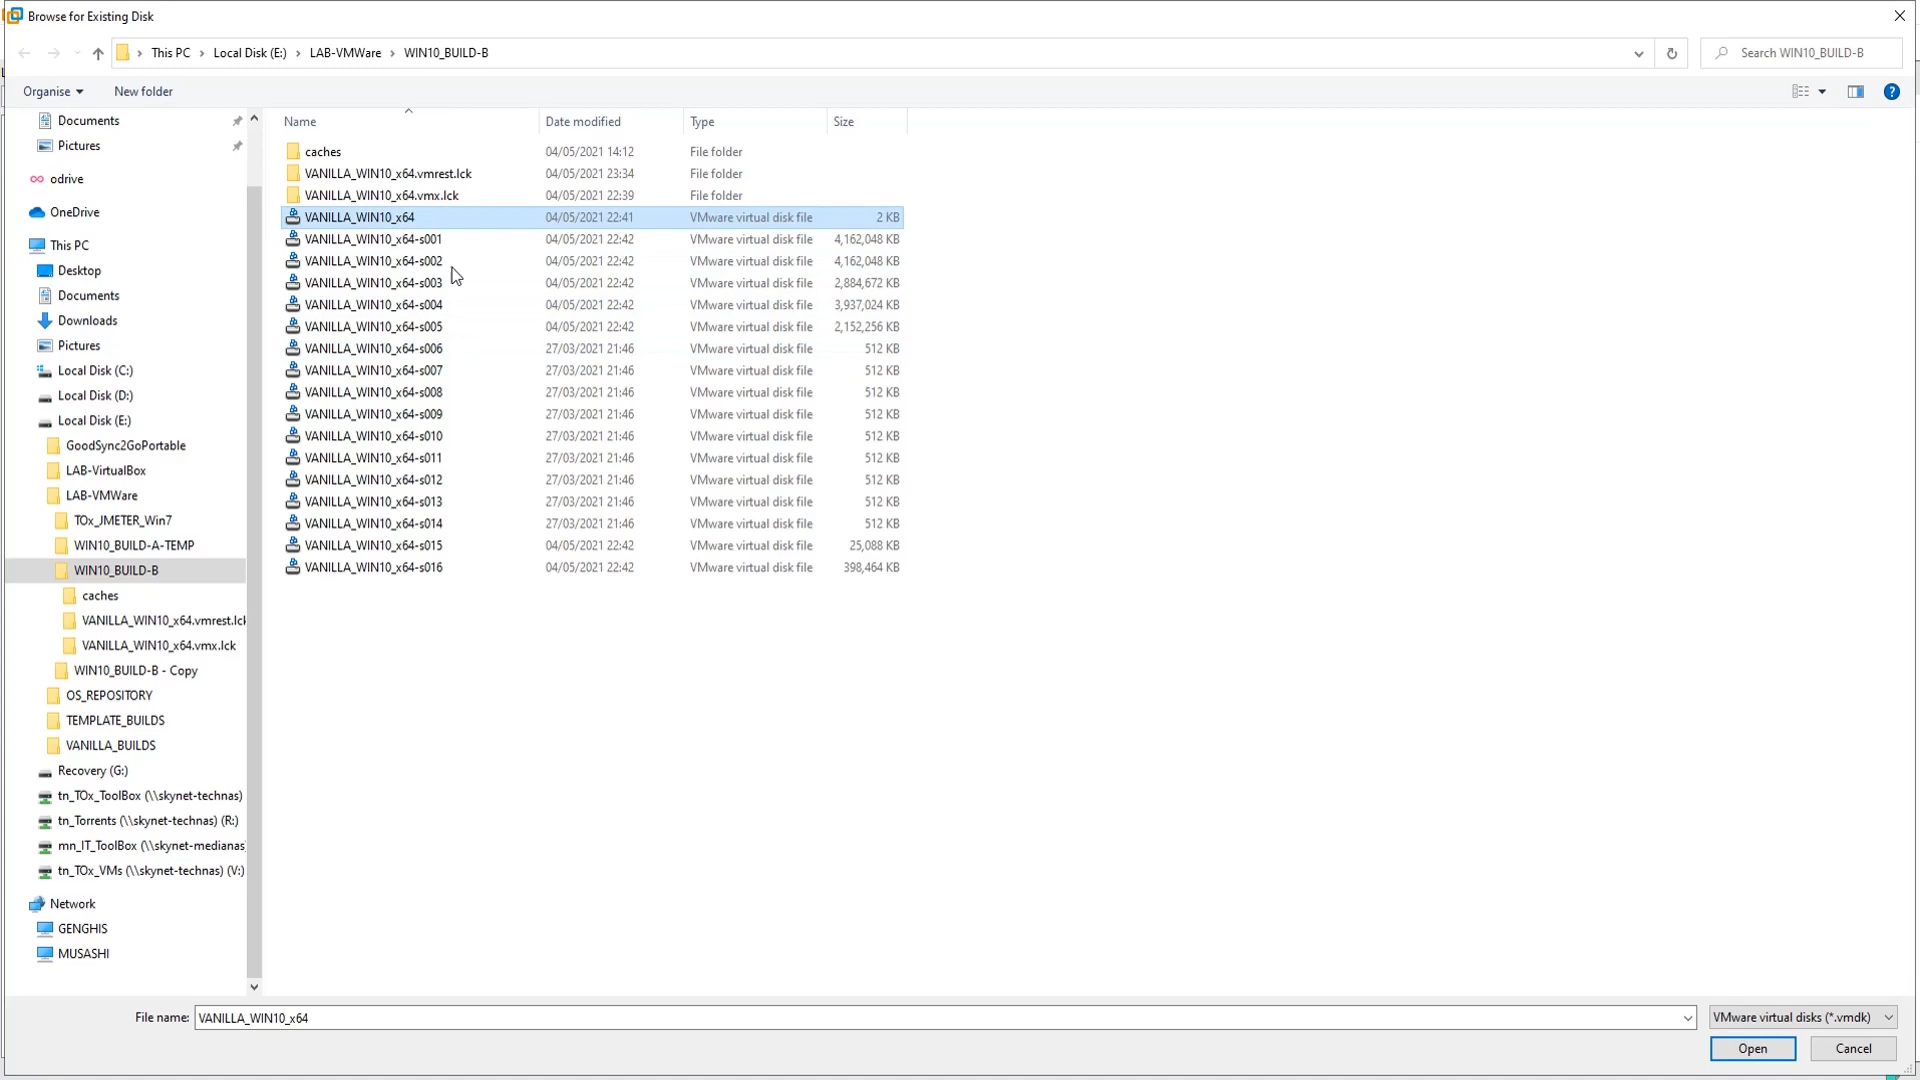 Browse for Existing Disk
This PC › Local Disk (E:) › LAB-VMWare › WIN10_BUILD-B
Search WIN10_BUILD-B
Organise
New folder
Documents
Pictures
odrive
OneDrive
This PC
Desktop
Documents
Downloads
Pictures
Local Disk (C:)
Local Disk (D:)
Local Disk (E:)
GoodSync2GoPortable
LAB-VirtualBox
LAB-VMWare
TOx_JMETER_Win7
WIN10_BUILD-A-TEMP
WIN10_BUILD-B
caches
VANILLA_WIN10_x64.vmrest.lck
VANILLA_WIN10_x64.vmx.lck
WIN10_BUILD-B - Copy
OS_REPOSITORY
TEMPLATE_BUILDS
VANILLA_BUILDS
Recovery (G:)
tn_TOx_ToolBox (\\skynet-technas)
tn_Torrents (\\skynet-technas) (R:)
mn_IT_ToolBox (\\skynet-medianas
tn_TOx_VMs (\\skynet-technas) (V:)
Network
GENGHIS
MUSASHI
Name Date modified Type Size
caches 04/05/2021 14:12 File folder
VANILLA_WIN10_x64.vmrest.lck 04/05/2021 23:34 File folder
VANILLA_WIN10_x64.vmx.lck 04/05/2021 22:39 File folder
VANILLA_WIN10_x64 04/05/2021 22:41 VMware virtual disk file 2 KB
VANILLA_WIN10_x64-s001 04/05/2021 22:42 VMware virtual disk file 4,162,048 KB
VANILLA_WIN10_x64-s002 04/05/2021 22:42 VMware virtual disk file 4,162,048 KB
VANILLA_WIN10_x64-s003 04/05/2021 22:42 VMware virtual disk file 2,884,672 KB
VANILLA_WIN10_x64-s004 04/05/2021 22:42 VMware virtual disk file 3,937,024 KB
VANILLA_WIN10_x64-s005 04/05/2021 22:42 VMware virtual disk file 2,152,256 KB
VANILLA_WIN10_x64-s006 27/03/2021 21:46 VMware virtual disk file 512 KB
VANILLA_WIN10_x64-s007 27/03/2021 21:46 VMware virtual disk file 512 KB
VANILLA_WIN10_x64-s008 27/03/2021 21:46 VMware virtual disk file 512 KB
VANILLA_WIN10_x64-s009 27/03/2021 21:46 VMware virtual disk file 512 KB
VANILLA_WIN10_x64-s010 27/03/2021 21:46 VMware virtual disk file 512 KB
VANILLA_WIN10_x64-s011 27/03/2021 21:46 VMware virtual disk file 512 KB
VANILLA_WIN10_x64-s012 27/03/2021 21:46 VMware virtual disk file 512 KB
VANILLA_WIN10_x64-s013 27/03/2021 21:46 VMware virtual disk file 512 KB
VANILLA_WIN10_x64-s014 27/03/2021 21:46 VMware virtual disk file 512 KB
VANILLA_WIN10_x64-s015 04/05/2021 22:42 VMware virtual disk file 25,088 KB
VANILLA_WIN10_x64-s016 04/05/2021 22:42 VMware virtual disk file 398,464 KB
File name: VANILLA_WIN10_x64 VMware virtual disks (*.vmdk)
Open Cancel